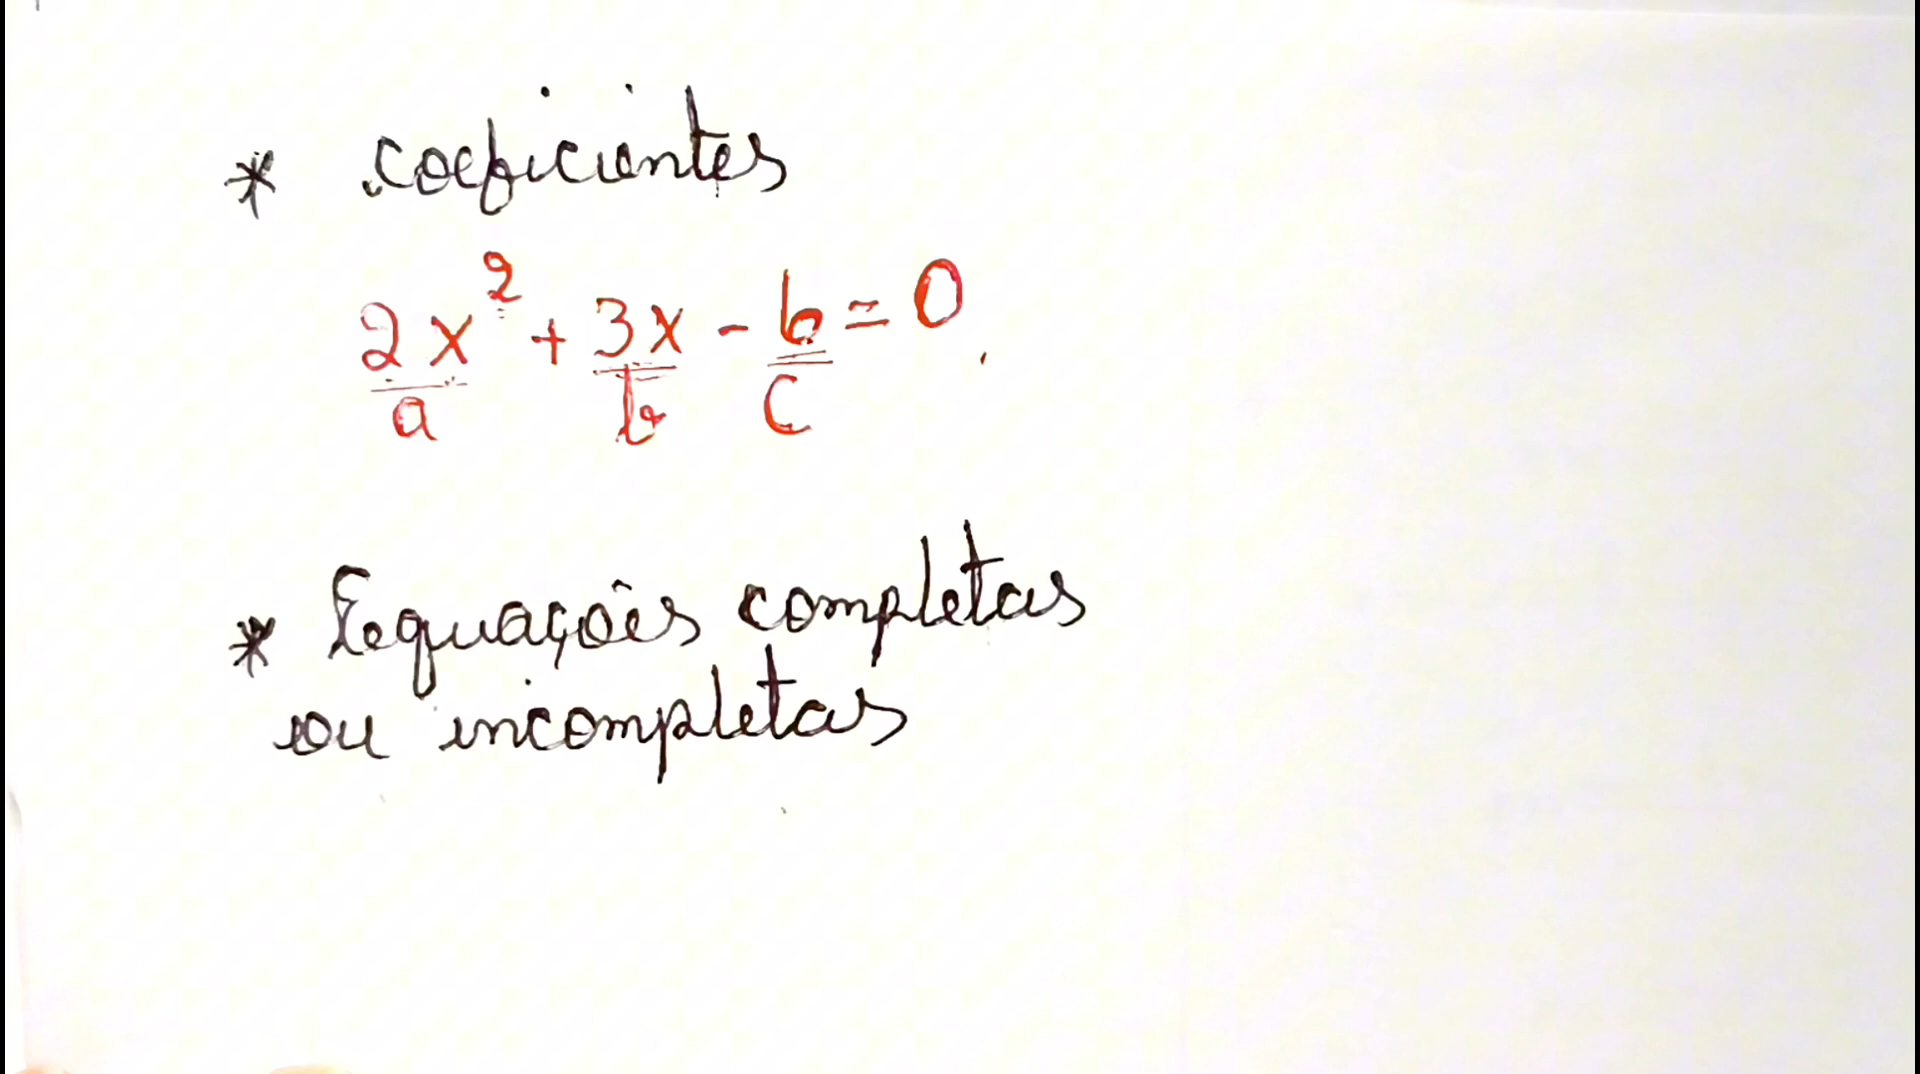 * coeficientes
2x² + 3x - 6 = 0
a b c
* Equações completas
ou incompletas